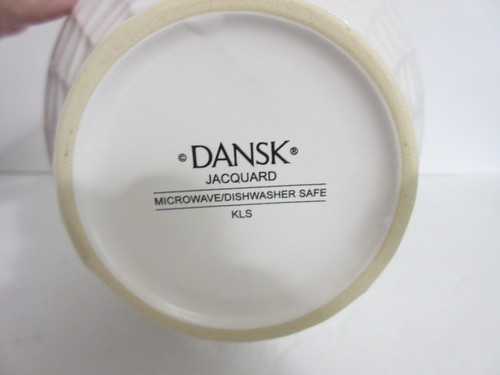 © DANSK®
JACQUARD
MICROWAVE/DISHWASHER SAFE
KLS